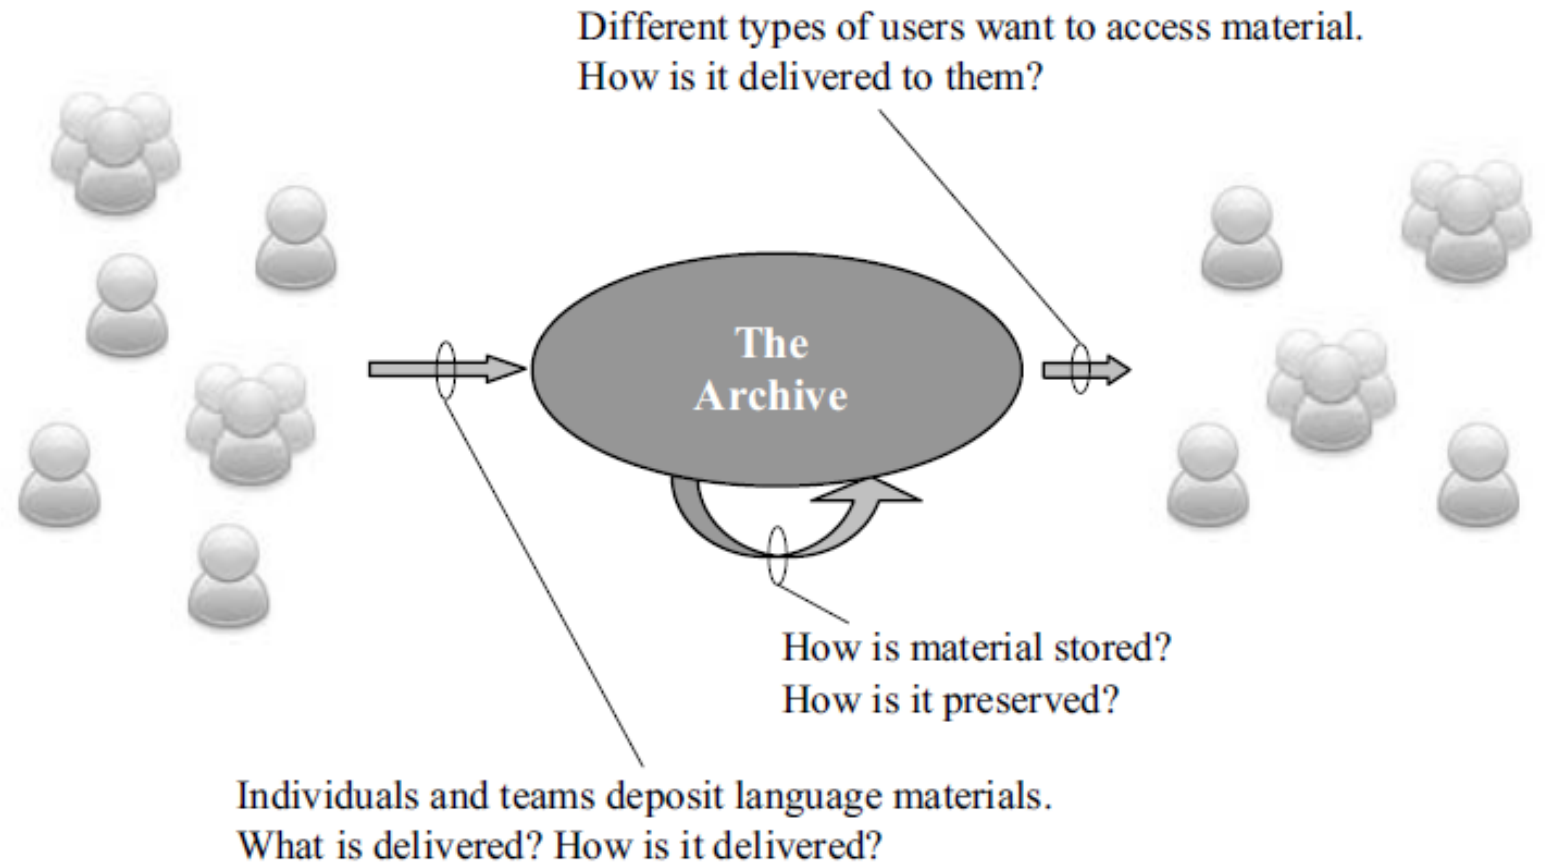 Different types of users want to access material.
How is it delivered to them?
The
Archive
How is material stored?
How is it preserved?
Individuals and teams deposit language materials.
What is delivered? How is it delivered?